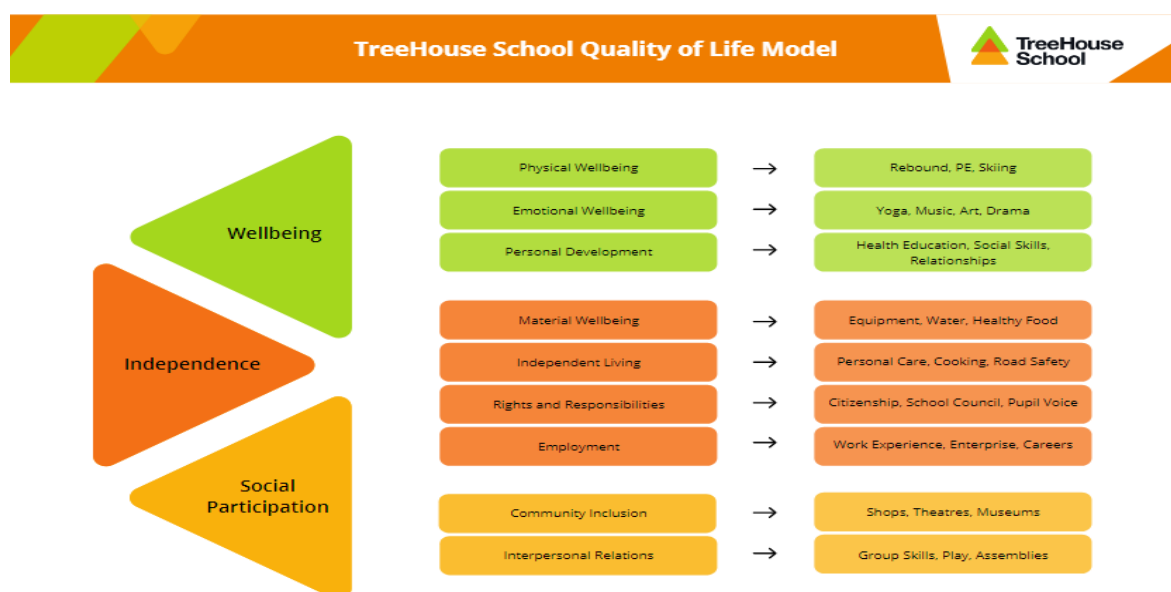 TreeHouse School Quality of Life Model
TreeHouse
School
Wellbeing
Physical Wellbeing → Rebound, PE, Skiing
Emotional Wellbeing → Yoga, Music, Art, Drama
Personal Development → Health Education, Social Skills,
Relationships
Independence
Material Wellbeing → Equipment, Water, Healthy Food
Independent Living → Personal Care, Cooking, Road Safety
Rights and Responsibilities → Citizenship, School Council, Pupil Voice
Employment → Work Experience, Enterprise, Careers
Social
Participation
Community Inclusion → Shops, Theatres, Museums
Interpersonal Relations → Group Skills, Play, Assemblies